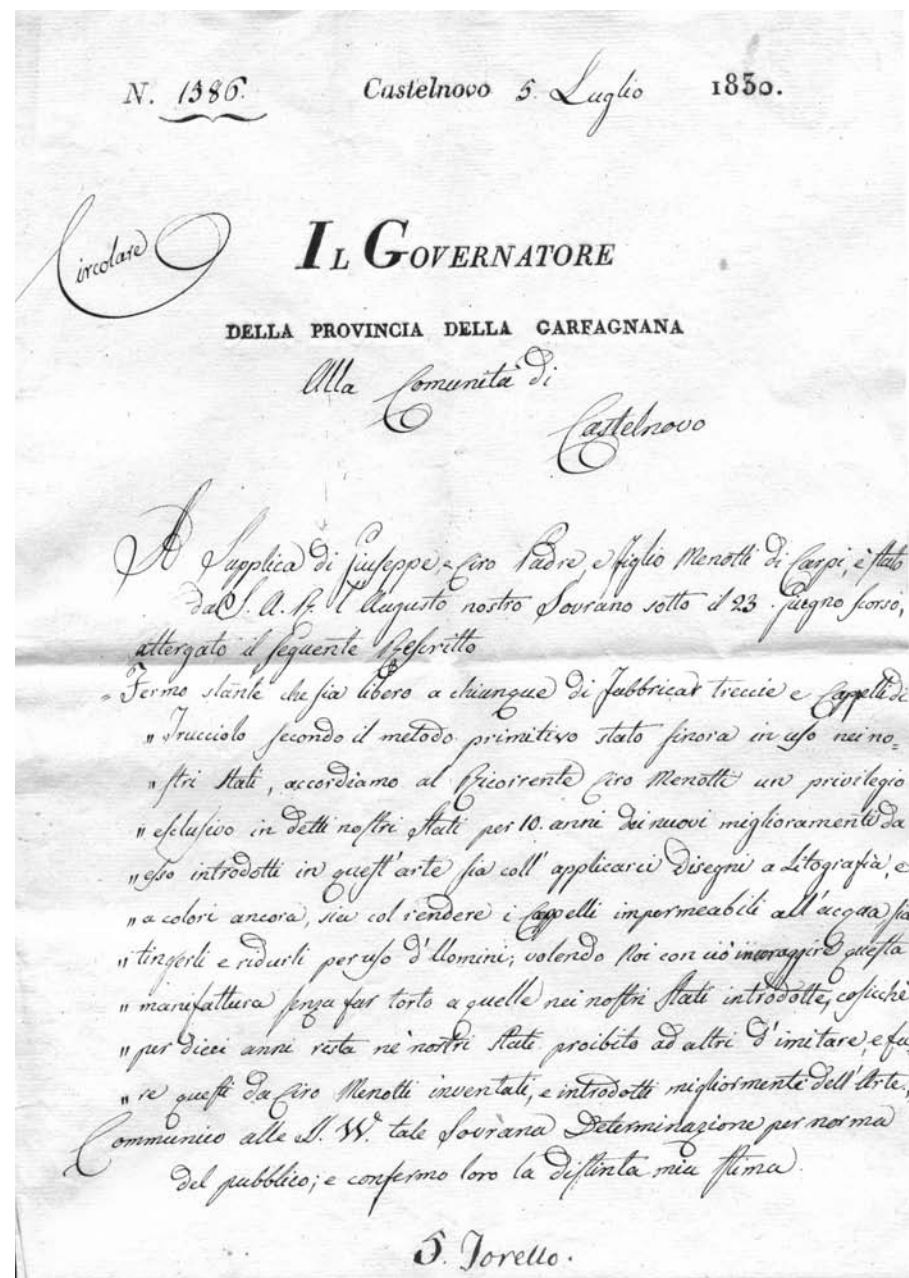 N. 1386. Castelnovo 5. Luglio 1830.
Circolare
IL GOVERNATORE
DELLA PROVINCIA DELLA GARFAGNANA
Alla Comunità di
Castelnovo
A Supplica di Giuseppe, e Ciro Padre, e figlio Menotti di Carpi, è stato
dal S. A. R. l'Augusto nostro Sovrano sotto il 23. Giugno scorso,
attergato il seguente Rescritto
" Fermo stante che sia libero a chiunque di fabbricar treccie e Cappelli di
" Trucciolo secondo il metodo primitivo stato finora in uso nei no=
" stri Stati, accordiamo al Ricorrente Ciro Menotti un privilegio
" esclusivo in detti nostri Stati per 10. anni dei nuovi miglioramenti da
" esso introdotti in quest'arte sia coll'applicarci Disegni a Litografia, e
" a colori ancora, sia col rendere i Cappelli impermeabili all'acqua sia
" tingerli e ridurli per uso d'Uomini; volendo Noi con ciò incoraggire questa
" manifattura senza far torto a quelle nei nostri Stati introdotte, cosicchè
" per dieci anni resta nè nostri Stati proibito ad altri d'imitare, e fa=
" re questi da Ciro Menotti inventati, e introdotti migliormente dell'Arte.
Communico alle S. W. tale Sovrana Determinazione per norma
del pubblico; e confermo loro la distinta mia stima.
S. Torello.